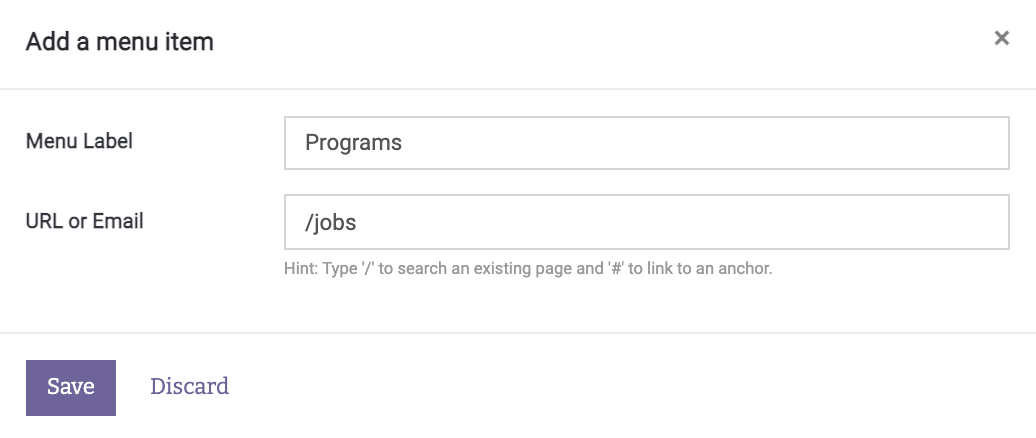 Add a menu item
×
Menu Label
Programs
URL or Email
/jobs
Hint: Type '/' to search an existing page and '#' to link to an anchor.
Save
Discard